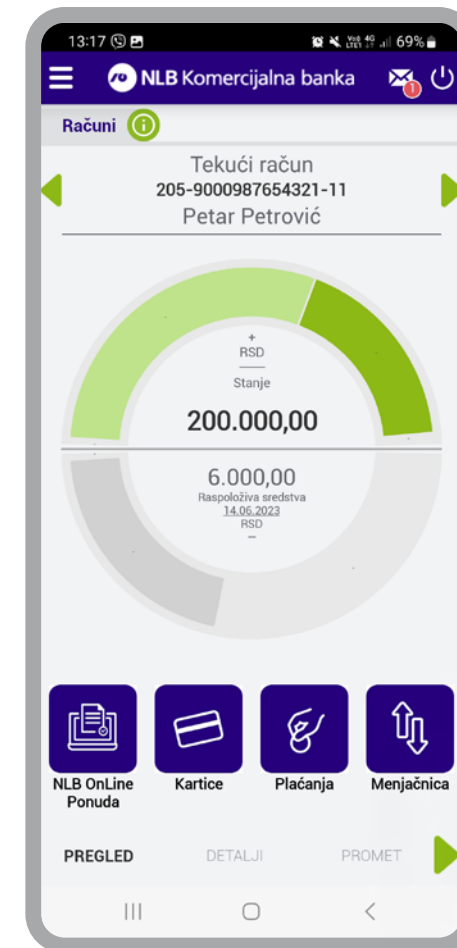 13:17 69%
NLB Komercijalna banka 1
Računi
Tekući račun
205-9000987654321-11
Petar Petrović
+
RSD
Stanje
200.000,00
6.000,00
Raspoloživa sredstva
14.06.2023
RSD
–
NLB OnLine Ponuda
Kartice
Plaćanja
Menjačnica
PREGLED DETALJI PROMET